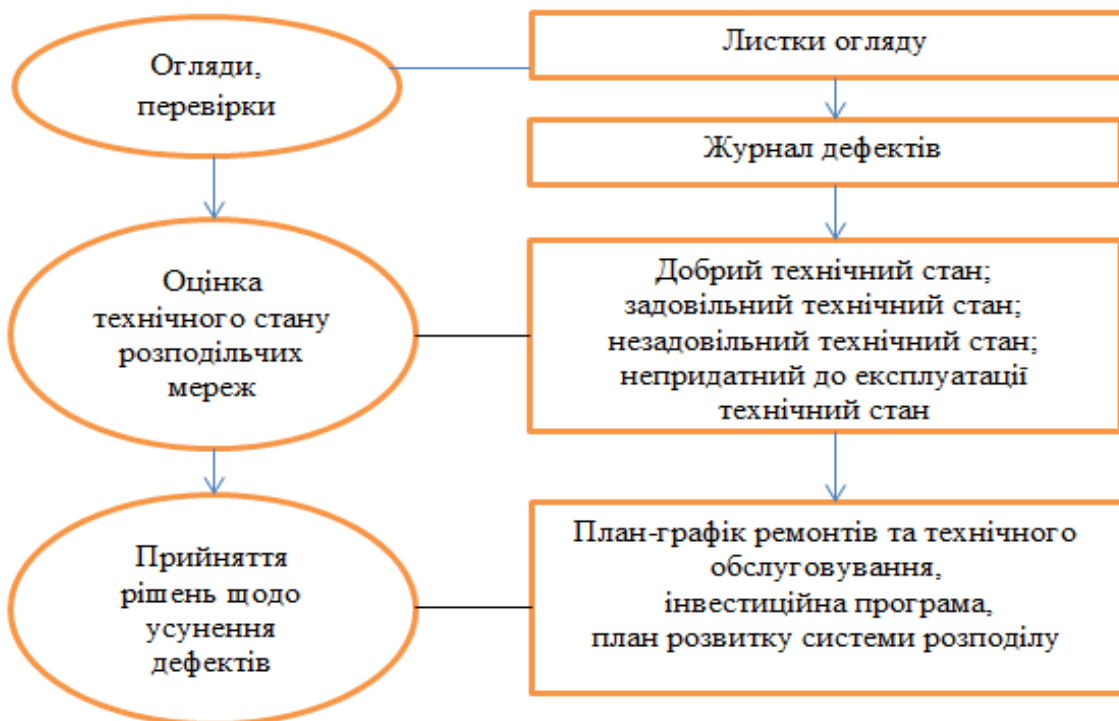 Огляди,
перевірки
Листки огляду
Журнал дефектів
Оцінка
технічного стану
розподільчих
мереж
Добрий технічний стан;
задовільний технічний стан;
незадовільний технічний стан;
непридатний до експлуатації
технічний стан
Прийняття
рішень щодо
усунення
дефектів
План-графік ремонтів та технічного
обслуговування,
інвестиційна програма,
план розвитку системи розподілу